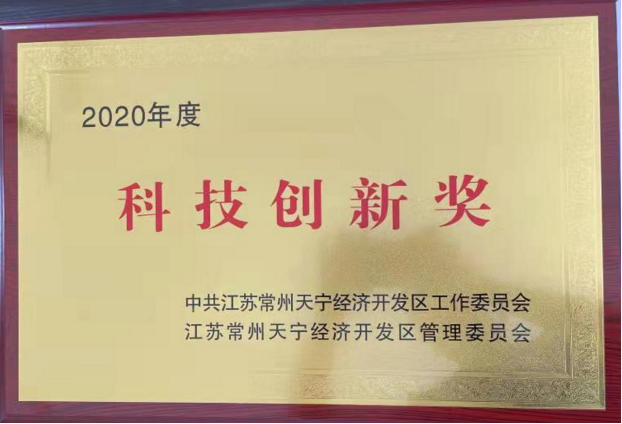 2020年度
科技创新奖
中共江苏常州天宁经济开发区工作委员会
江苏常州天宁经济开发区管理委员会